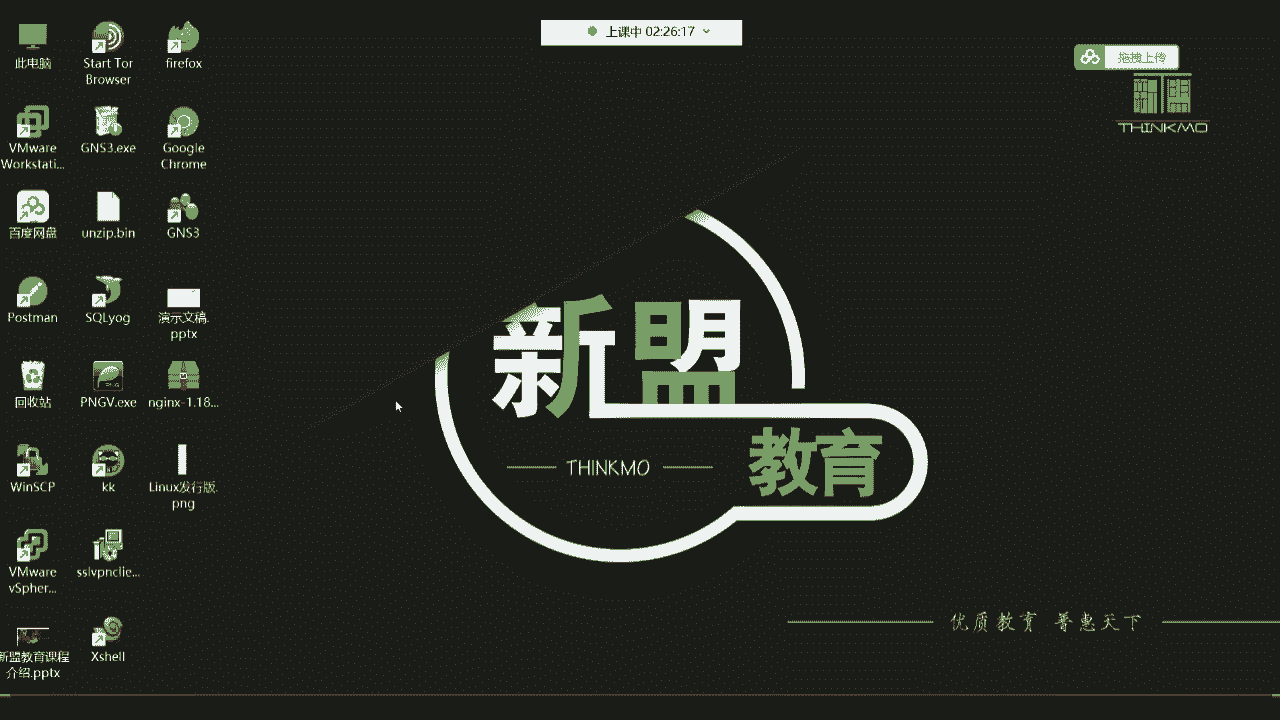 上课中 02:26:17
拖拽上传
新盟
THINKMO
此电脑
Start Tor
Browser
firefox
VMware
Workstati...
GNS3.exe
Google
Chrome
百度网盘
unzip.bin
GNS3
Postman
SQLyog
演示文稿.
pptx
回收站
PNGV.exe
nginx-1.18...
WinSCP
kk
Linux发行版.
png
VMware
vSpher...
sslvpnclie...
新盟教育课程
介绍.pptx
Xshell
新盟
教育
THINKMO
优质教育 普惠天下